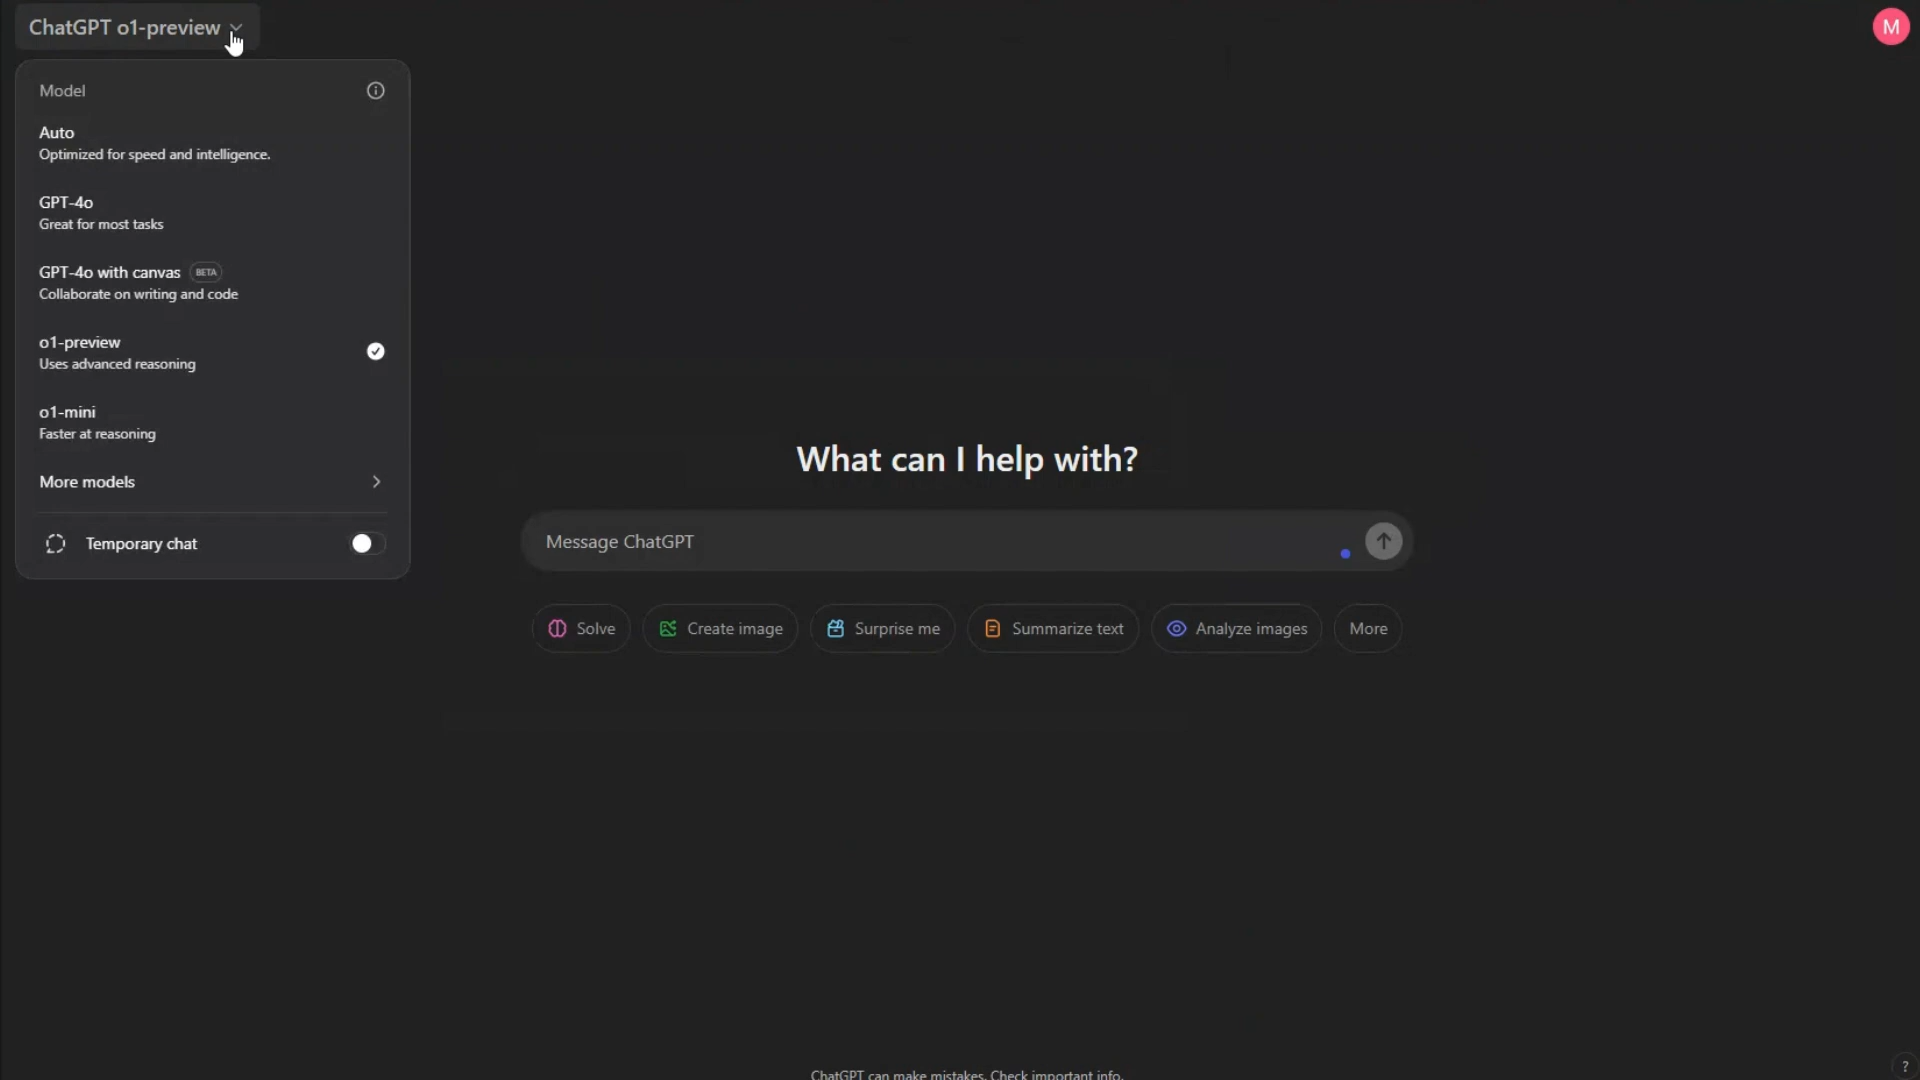 ChatGPT o1-preview
M
Model
Auto
Optimized for speed and intelligence.
GPT-4o
Great for most tasks
GPT-4o with canvas BETA
Collaborate on writing and code
o1-preview
Uses advanced reasoning
o1-mini
Faster at reasoning
More models
Temporary chat
What can I help with?
Message ChatGPT
Solve Create image Surprise me Summarize text Analyze images More
ChatGPT can make mistakes. Check important info.
?